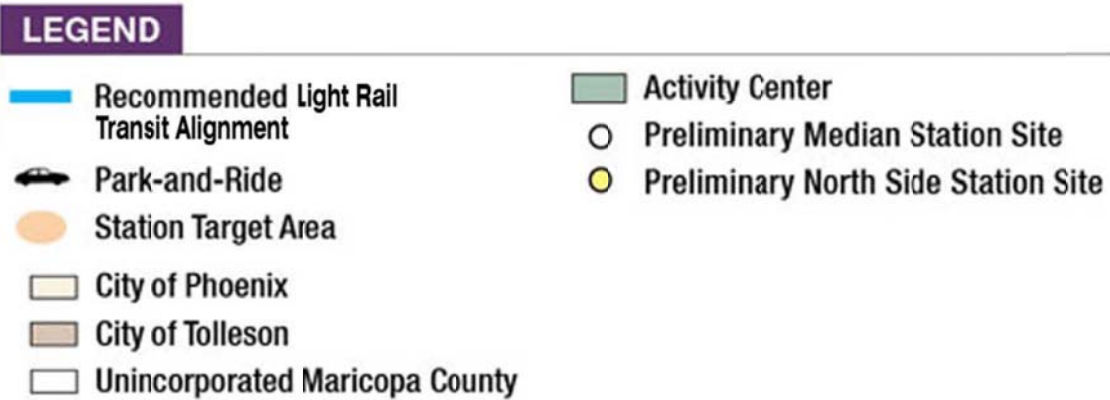 LEGEND
Recommended Light Rail
Transit Alignment
Park-and-Ride
Station Target Area
City of Phoenix
City of Tolleson
Unincorporated Maricopa County
Activity Center
Preliminary Median Station Site
Preliminary North Side Station Site